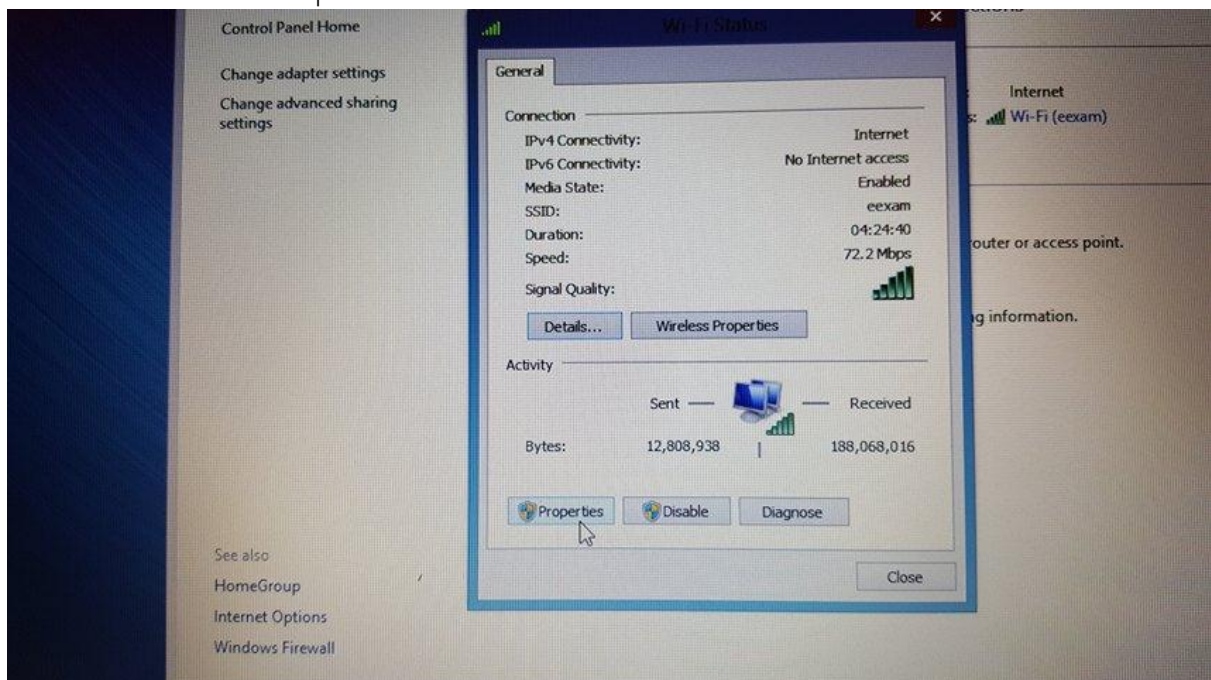 Control Panel Home
Change adapter settings
Change advanced sharing
settings
See also
HomeGroup
Internet Options
Windows Firewall
Wi-Fi Status
General
Connection
IPv4 Connectivity: Internet
IPv6 Connectivity: No Internet access
Media State: Enabled
SSID: eexam
Duration: 04:24:40
Speed: 72.2 Mbps
Signal Quality:
Details... Wireless Properties
Activity
Sent — — Received
Bytes: 12,808,938 | 188,068,016
Properties Disable Diagnose
Close
Internet
s: Wi-Fi (eexam)
outer or access point.
g information.